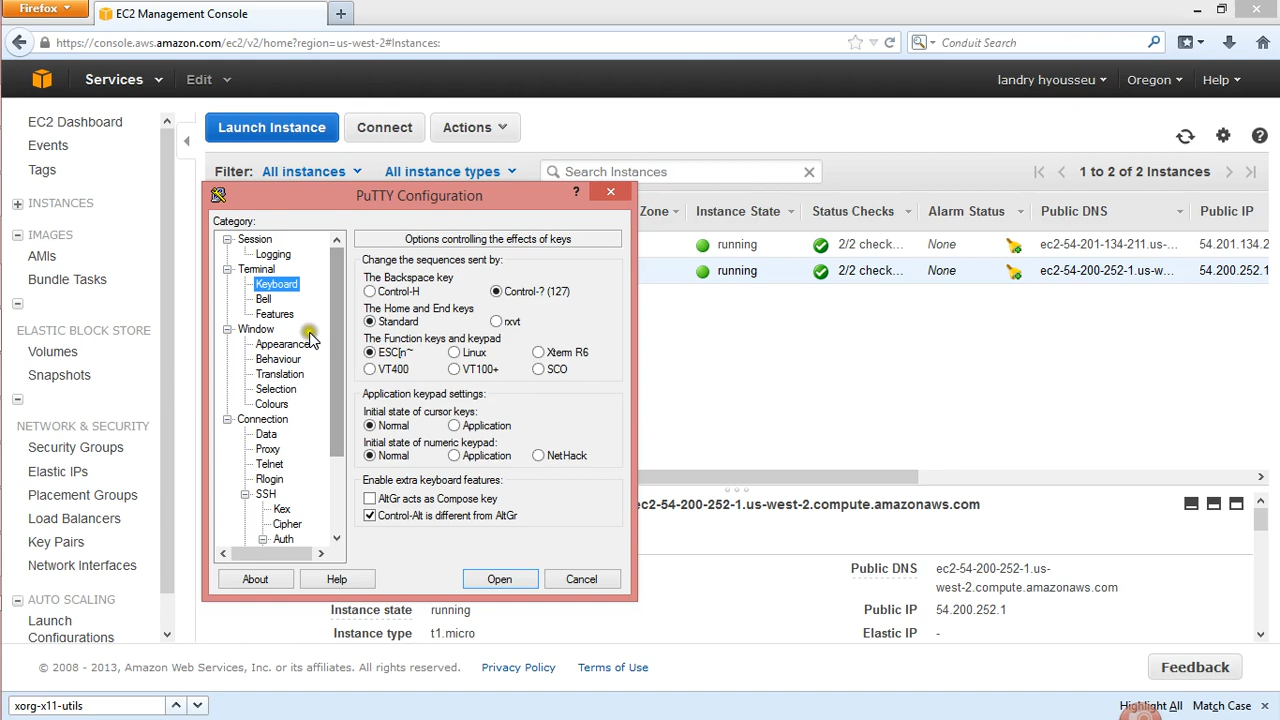 Firefox
EC2 Management Console
https://console.aws.amazon.com/ec2/v2/home?region=us-west-2#Instances:
Conduit Search
Services
Edit
landry hyousseu
Oregon
Help
EC2 Dashboard
Events
Tags
INSTANCES
IMAGES
AMIs
Bundle Tasks
ELASTIC BLOCK STORE
Volumes
Snapshots
NETWORK & SECURITY
Security Groups
Elastic IPs
Placement Groups
Load Balancers
Key Pairs
Network Interfaces
AUTO SCALING
Launch
Configurations
Launch Instance
Connect
Actions
Filter: All instances All instance types Search Instances
1 to 2 of 2 Instances
Zone Instance State Status Checks Alarm Status Public DNS Public IP
running 2/2 check... None ec2-54-201-134-211.us-... 54.201.134.2
running 2/2 check... None ec2-54-200-252-1.us-w... 54.200.252.1
PuTTY Configuration
?
Category:
Session
Logging
Terminal
Keyboard
Bell
Features
Window
Appearance
Behaviour
Translation
Selection
Colours
Connection
Data
Proxy
Telnet
Rlogin
SSH
Kex
Cipher
Auth
Options controlling the effects of keys
Change the sequences sent by:
The Backspace key
Control-H Control-? (127)
The Home and End keys
Standard rxvt
The Function keys and keypad
ESC[n~ Linux Xterm R6
VT400 VT100+ SCO
Application keypad settings:
Initial state of cursor keys:
Normal Application
Initial state of numeric keypad:
Normal Application NetHack
Enable extra keyboard features:
AltGr acts as Compose key
Control-Alt is different from AltGr
About Help Open Cancel
ec2-54-200-252-1.us-west-2.compute.amazonaws.com
Public DNS ec2-54-200-252-1.us-
west-2.compute.amazonaws.com
Instance state running Public IP 54.200.252.1
Instance type t1.micro Elastic IP -
© 2008 - 2013, Amazon Web Services, Inc. or its affiliates. All rights reserved. Privacy Policy Terms of Use
Feedback
xorg-x11-utils
Highlight All Match Case